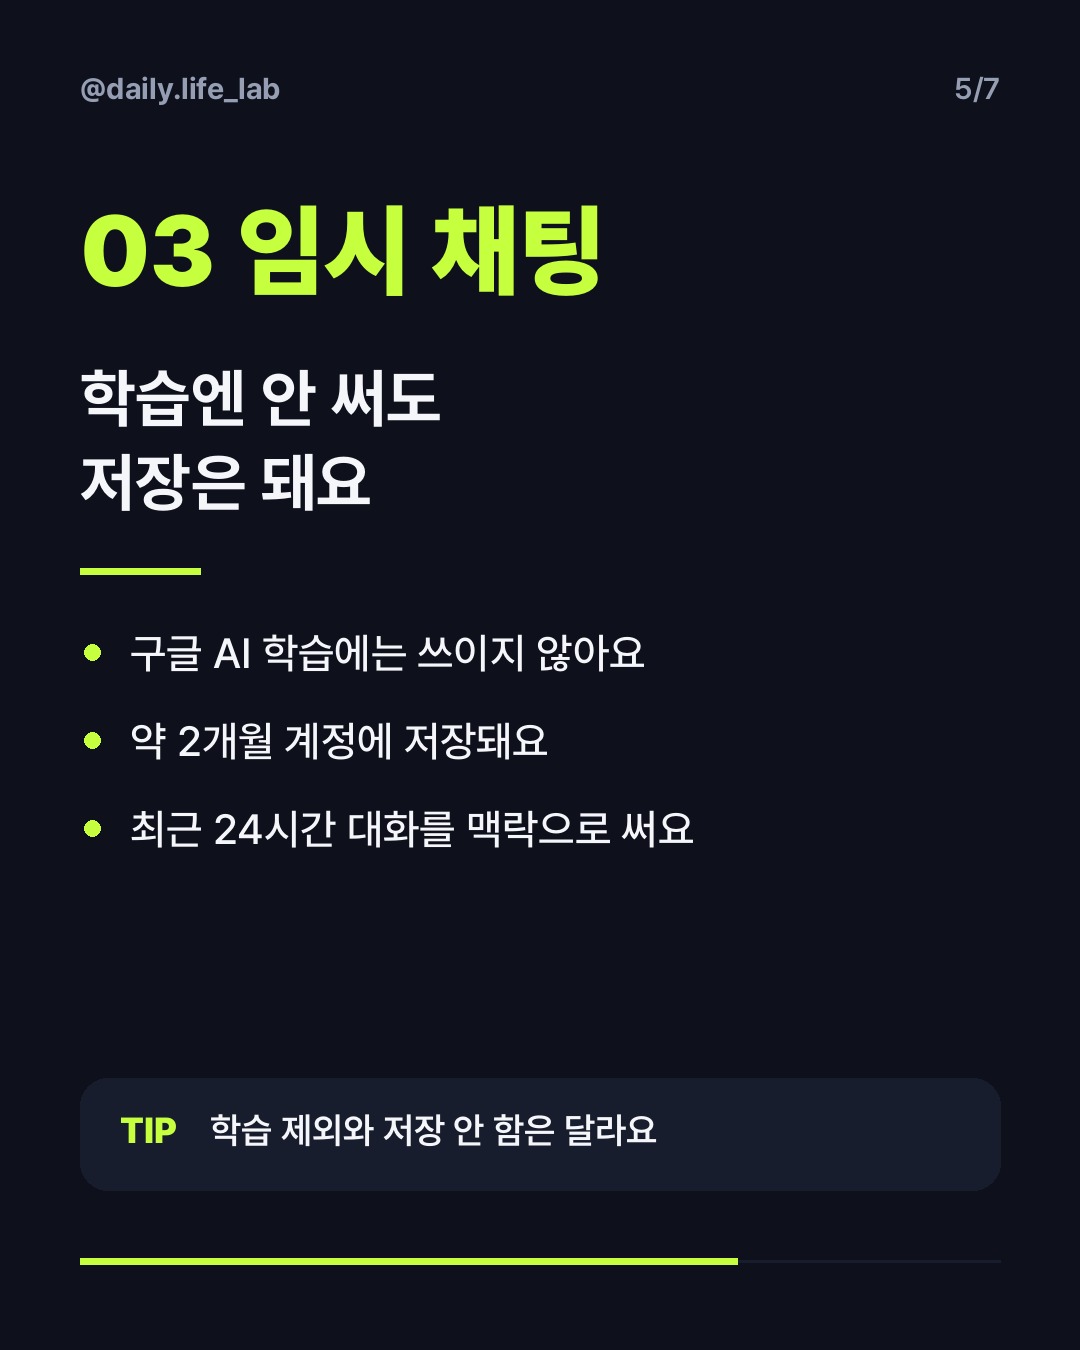 @daily.life_lab
5/7
03 임시 채팅
학습엔 안 써도
저장은 돼요
구글 AI 학습에는 쓰이지 않아요
약 2개월 계정에 저장돼요
최근 24시간 대화를 맥락으로 써요
TIP 학습 제외와 저장 안 함은 달라요